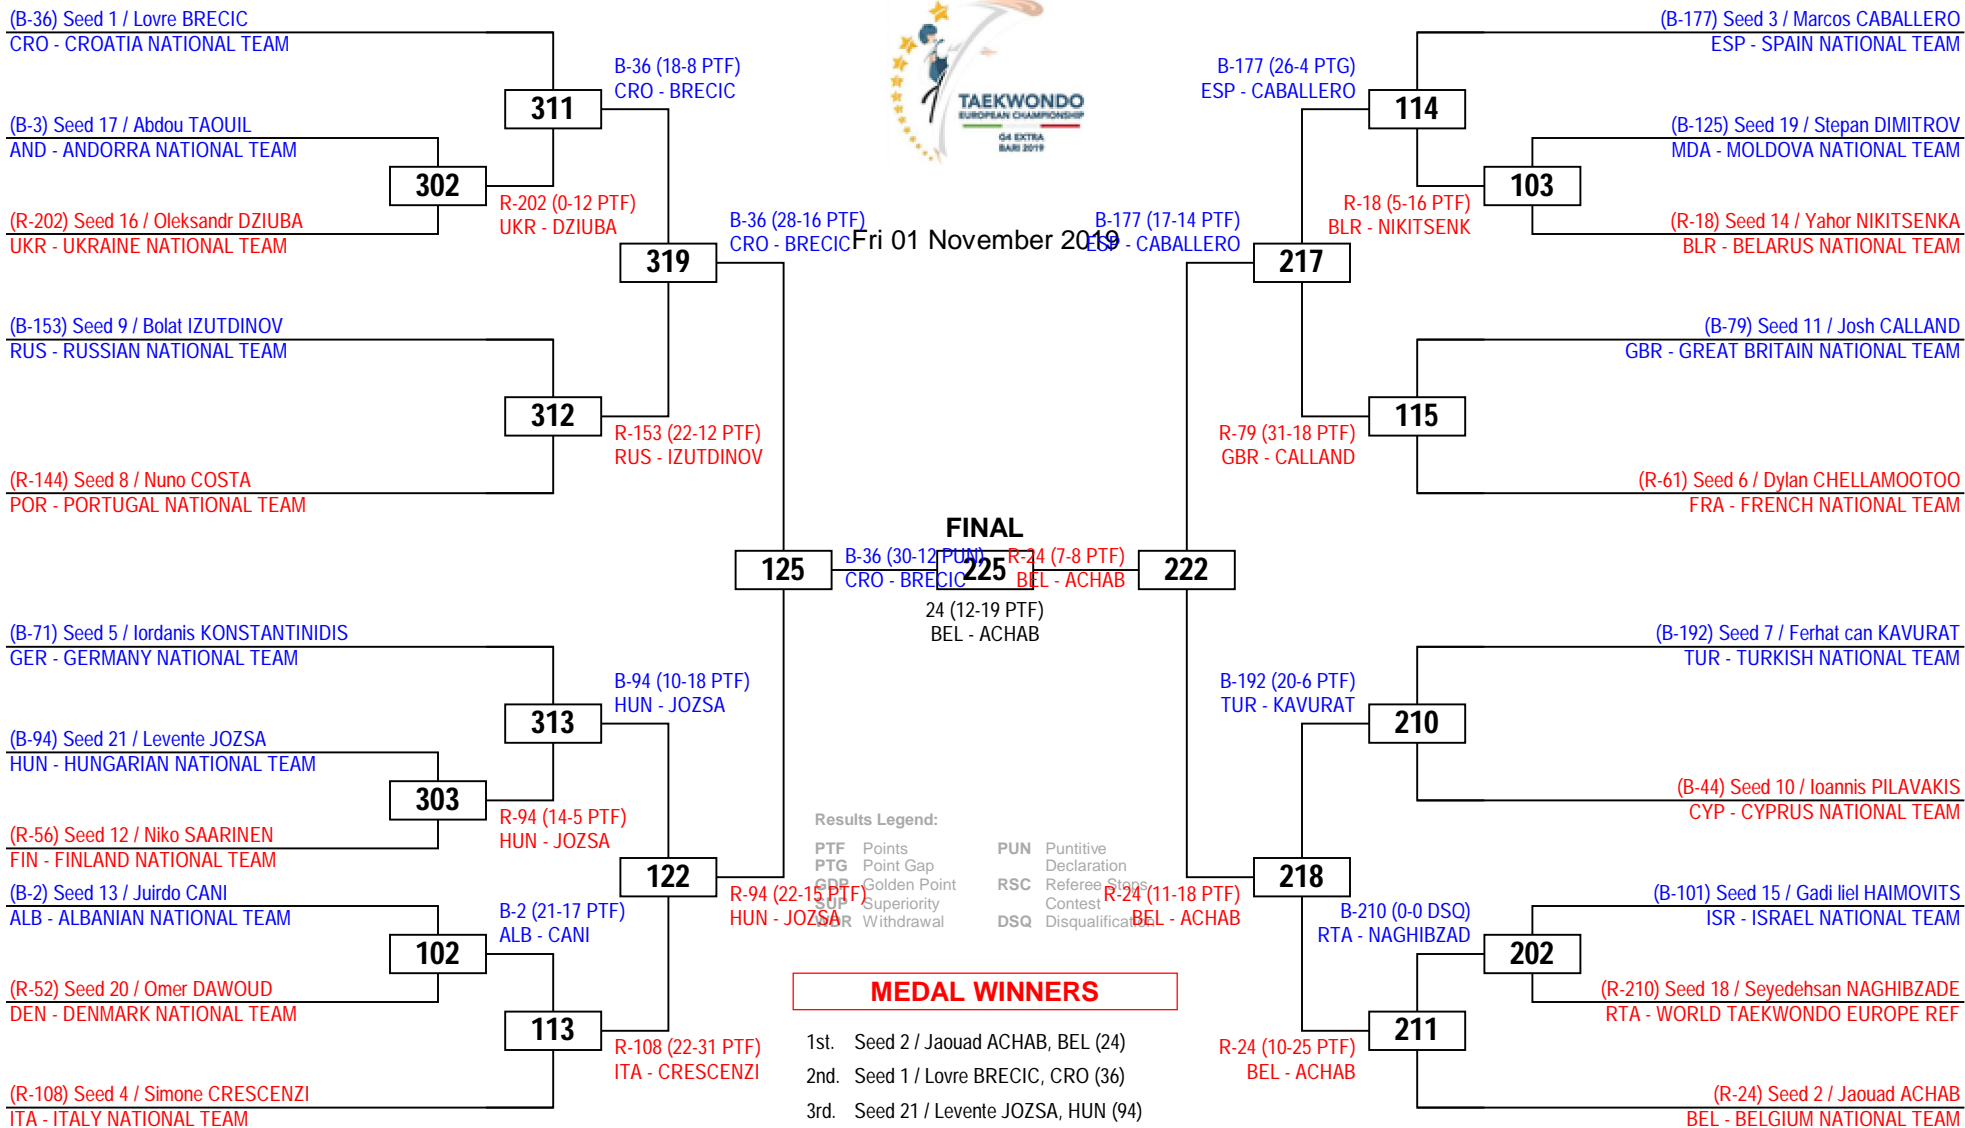 (B-36) Seed 1 / Lovre BRECIC
CRO - CROATIA NATIONAL TEAM
(B-3) Seed 17 / Abdou TAOUIL
AND - ANDORRA NATIONAL TEAM
(R-202) Seed 16 / Oleksandr DZIUBA
UKR - UKRAINE NATIONAL TEAM
(B-153) Seed 9 / Bolat IZUTDINOV
RUS - RUSSIAN NATIONAL TEAM
(R-144) Seed 8 / Nuno COSTA
POR - PORTUGAL NATIONAL TEAM
(B-71) Seed 5 / Iordanis KONSTANTINIDIS
GER - GERMANY NATIONAL TEAM
(B-94) Seed 21 / Levente JOZSA
HUN - HUNGARIAN NATIONAL TEAM
(R-56) Seed 12 / Niko SAARINEN
FIN - FINLAND NATIONAL TEAM
(B-2) Seed 13 / Juirdo CANI
ALB - ALBANIAN NATIONAL TEAM
(R-52) Seed 20 / Omer DAWOUD
DEN - DENMARK NATIONAL TEAM
(R-108) Seed 4 / Simone CRESCENZI
ITA - ITALY NATIONAL TEAM
302
303
102
R-202 (0-12 PTF)
UKR - DZIUBA
R-94 (14-5 PTF)
HUN - JOZSA
B-2 (21-17 PTF)
ALB - CANI
311
312
313
113
B-36 (18-8 PTF)
CRO - BRECIC
R-153 (22-12 PTF)
RUS - IZUTDINOV
B-94 (10-18 PTF)
HUN - JOZSA
R-108 (22-31 PTF)
ITA - CRESCENZI
319
122
B-36 (28-16 PTF)
CRO - BRECIC
R-94 (22-15 PTF)
HUN - JOZSA
125
B-36 (30-12 PUN)
CRO - BRECIC
TAEKWONDO
EUROPEAN CHAMPIONSHIP
G4 EXTRA
BARI 2019
Fri 01 November 2019
FINAL
225
24 (12-19 PTF)
BEL - ACHAB
R-24 (7-8 PTF)
BEL - ACHAB
222
B-177 (17-14 PTF)
ESP - CABALLERO
R-24 (11-18 PTF)
BEL - ACHAB
217
218
B-177 (26-4 PTG)
ESP - CABALLERO
R-79 (31-18 PTF)
GBR - CALLAND
B-192 (20-6 PTF)
TUR - KAVURAT
R-24 (10-25 PTF)
BEL - ACHAB
114
115
210
211
R-18 (5-16 PTF)
BLR - NIKITSENK
B-210 (0-0 DSQ)
RTA - NAGHIBZAD
103
202
(B-177) Seed 3 / Marcos CABALLERO
ESP - SPAIN NATIONAL TEAM
(B-125) Seed 19 / Stepan DIMITROV
MDA - MOLDOVA NATIONAL TEAM
(R-18) Seed 14 / Yahor NIKITSENKA
BLR - BELARUS NATIONAL TEAM
(B-79) Seed 11 / Josh CALLAND
GBR - GREAT BRITAIN NATIONAL TEAM
(R-61) Seed 6 / Dylan CHELLAMOOTOO
FRA - FRENCH NATIONAL TEAM
(B-192) Seed 7 / Ferhat can KAVURAT
TUR - TURKISH NATIONAL TEAM
(B-44) Seed 10 / Ioannis PILAVAKIS
CYP - CYPRUS NATIONAL TEAM
(B-101) Seed 15 / Gadi liel HAIMOVITS
ISR - ISRAEL NATIONAL TEAM
(R-210) Seed 18 / Seyedehsan NAGHIBZADE
RTA - WORLD TAEKWONDO EUROPE REF
(R-24) Seed 2 / Jaouad ACHAB
BEL - BELGIUM NATIONAL TEAM
Results Legend:
PTF Points
PTG Point Gap
GDP Golden Point
SUP Superiority
WDR Withdrawal
PUN Puntitive
Declaration
RSC Referee Stops
Contest
DSQ Disqualification
MEDAL WINNERS
1st. Seed 2 / Jaouad ACHAB, BEL (24)
2nd. Seed 1 / Lovre BRECIC, CRO (36)
3rd. Seed 21 / Levente JOZSA, HUN (94)